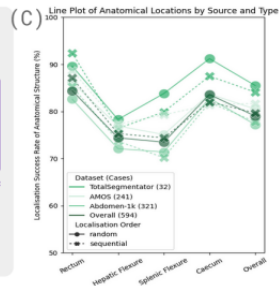 (C)
Line Plot of Anatomical Locations by Source and Type
100
90
80
70
60
50
Localisation Success Rate of Anatomical Structure (%)
Dataset (Cases)
TotalSegmentator (32)
AMOS (241)
Abdomen-1k (321)
Overall (594)
Localisation Order
random
sequential
Rectum
Hepatic Flexure
Splenic Flexure
Caecum
Overall